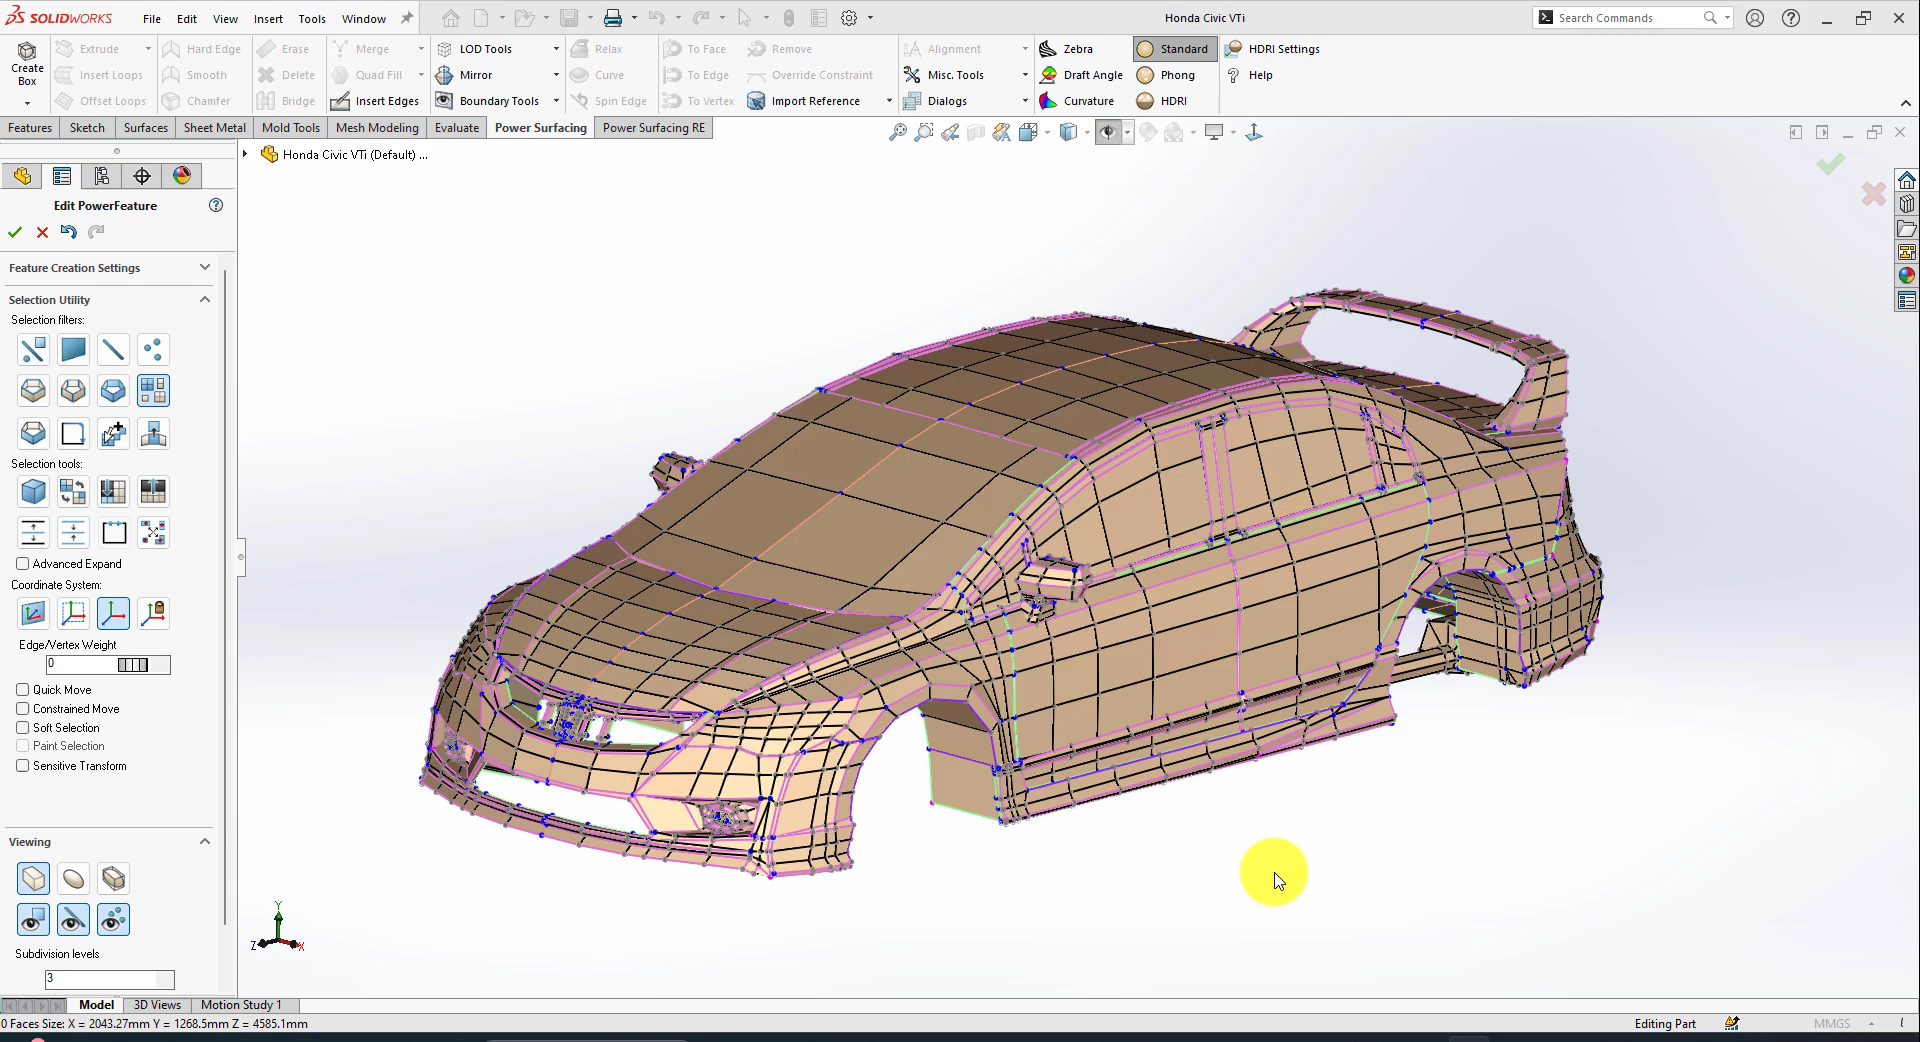 SOLIDWORKS File Edit View Insert Tools Window Honda Civic VTi Search Commands
Create Box
Extrude Hard Edge Erase Merge LOD Tools Relax To Face Remove Alignment Zebra Standard HDRI Settings
Insert Loops Smooth Delete Quad Fill Mirror Curve To Edge Override Constraint Misc. Tools Draft Angle Phong Help
Offset Loops Chamfer Bridge Insert Edges Boundary Tools Spin Edge To Vertex Import Reference Dialogs Curvature HDRI
Features Sketch Surfaces Sheet Metal Mold Tools Mesh Modeling Evaluate Power Surfacing Power Surfacing RE
Honda Civic VTi (Default) ...
Edit PowerFeature
Feature Creation Settings
Selection Utility
Selection filters:
Selection tools:
Advanced Expand
Coordinate System:
Edge/Vertex Weight
0
Quick Move
Constrained Move
Soft Selection
Paint Selection
Sensitive Transform
Viewing
Subdivision levels
3
Y
Z X
Model 3D Views Motion Study 1
0 Faces Size: X = 2043.27mm Y = 1268.5mm Z = 4585.1mm Editing Part MMGS